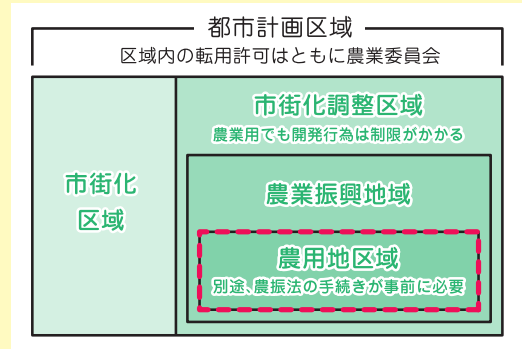 都市計画区域
区域内の転用許可はともに農業委員会
市街化
区域
市街化調整区域
農業用でも開発行為は制限がかかる
農業振興地域
農用地区域
別途、農振法の手続きが事前に必要